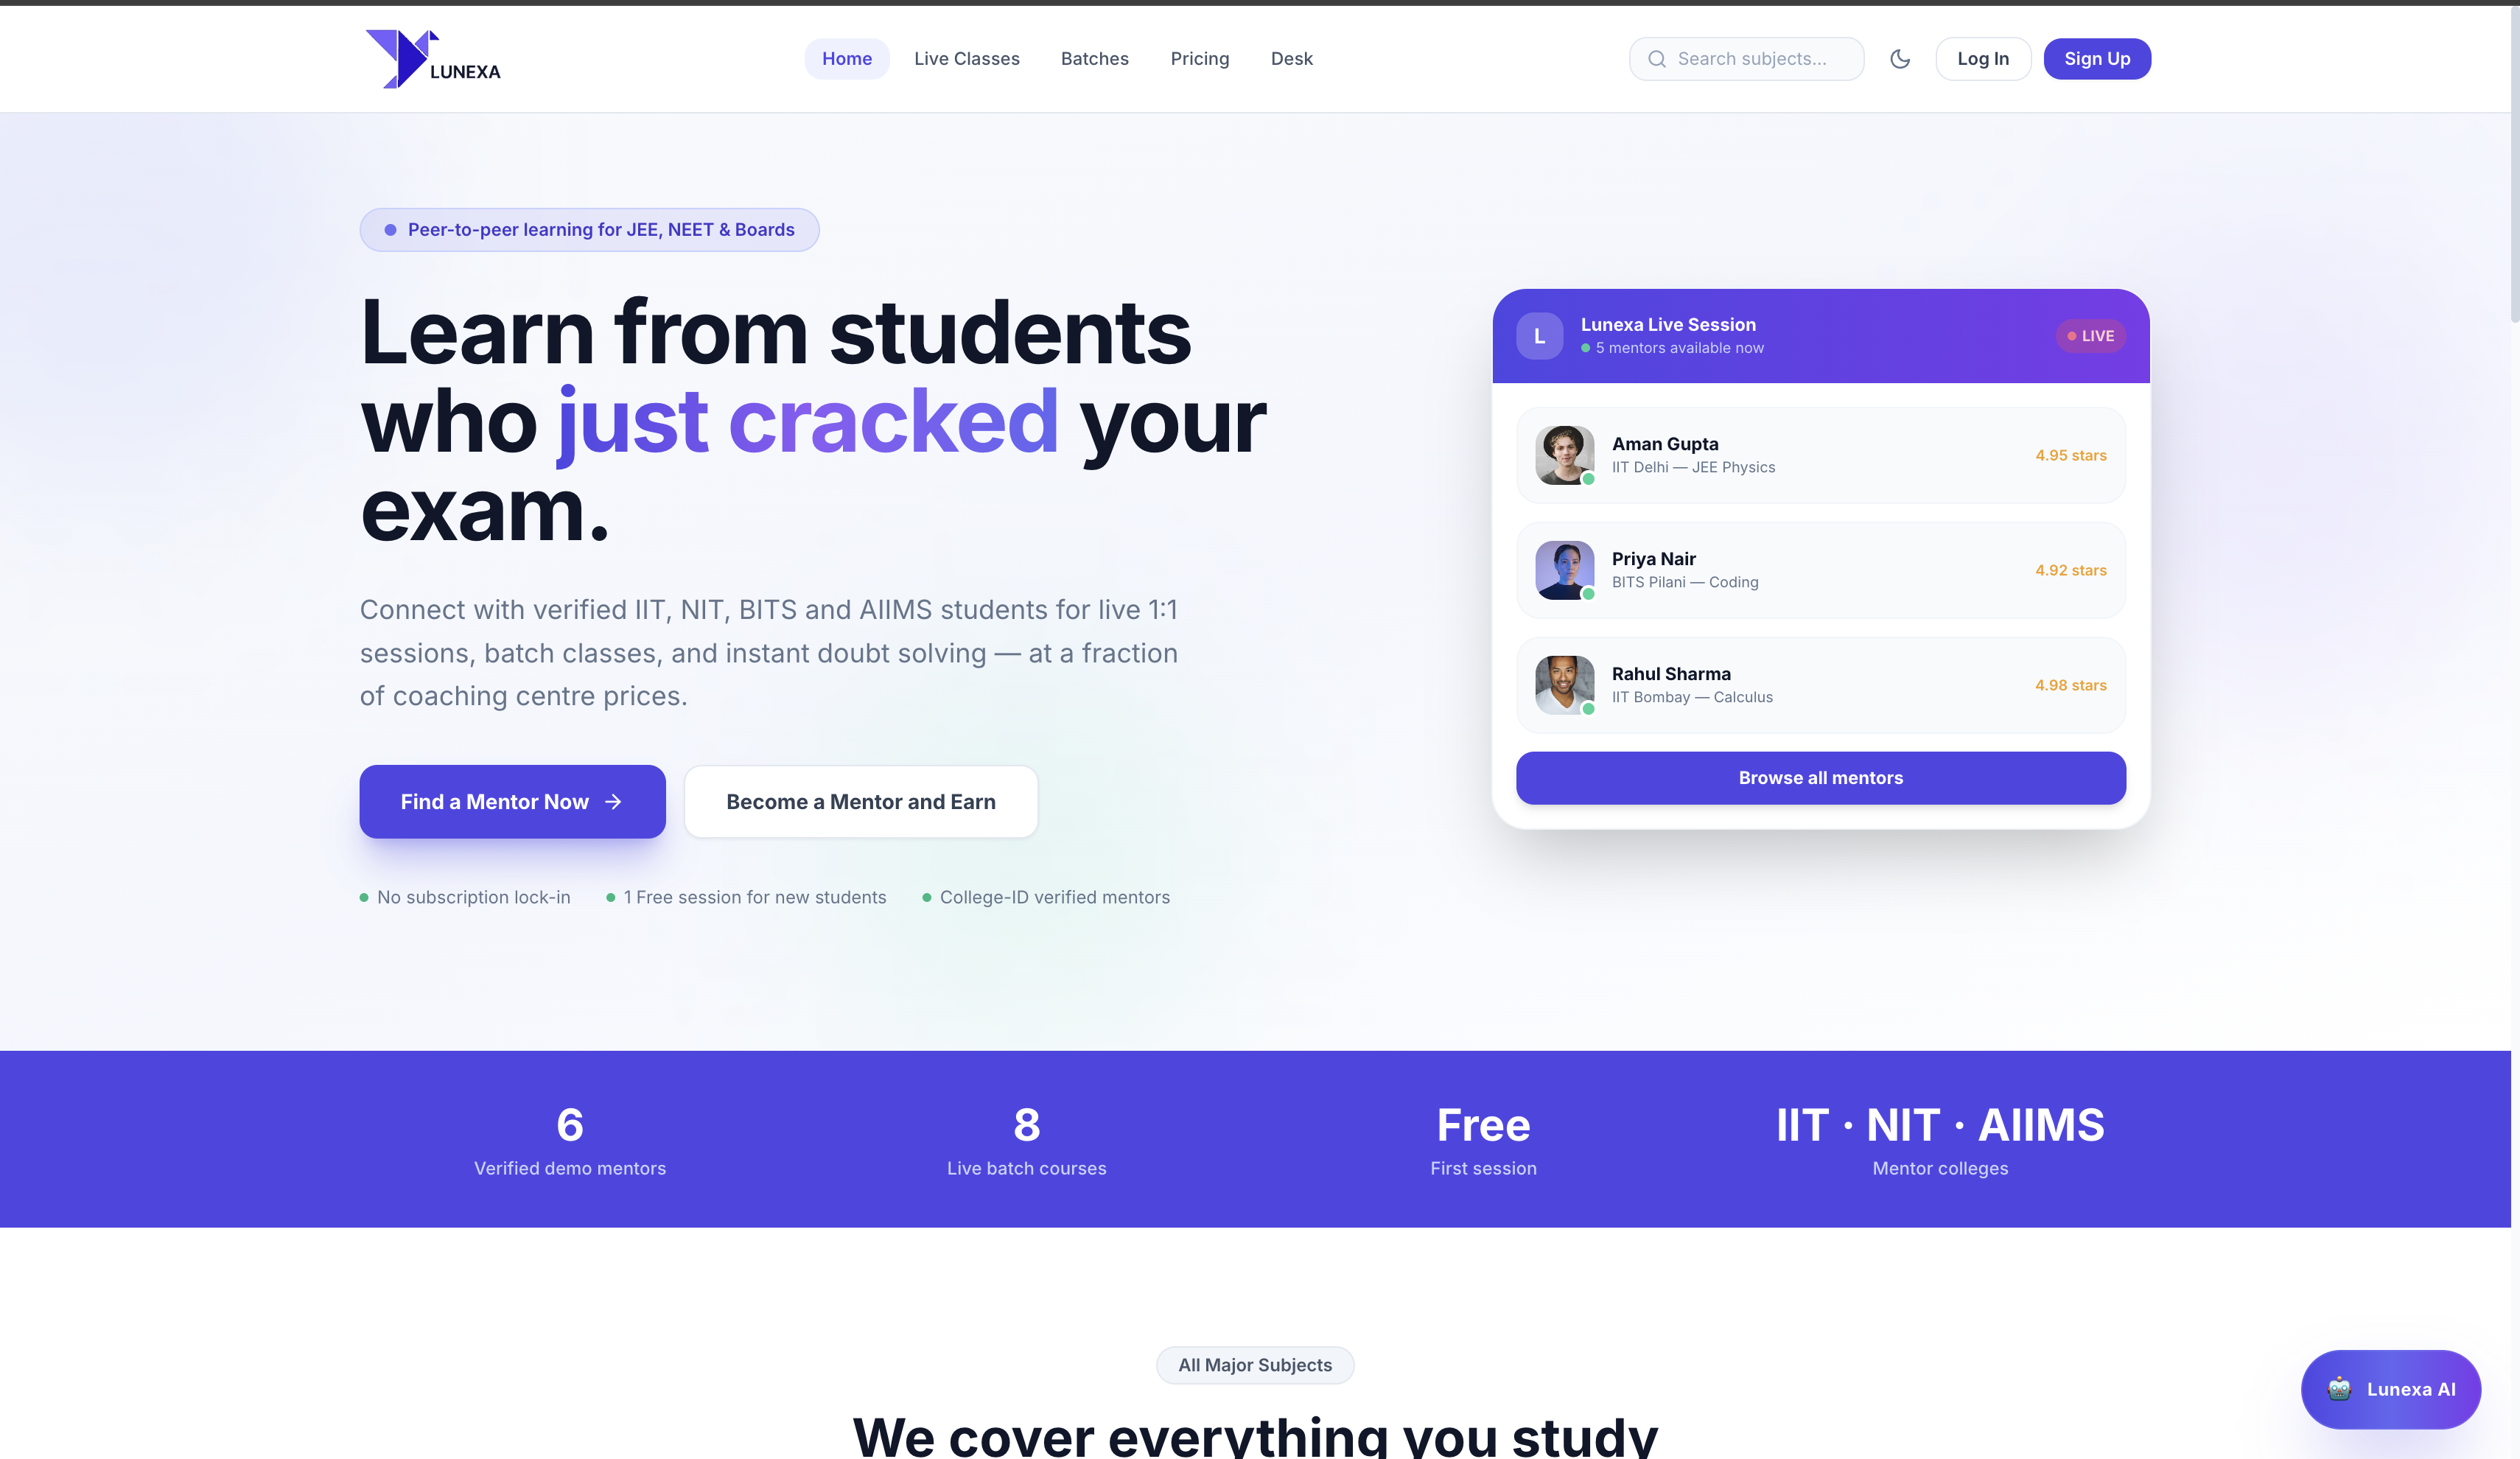 LUNEXA
Home
Live Classes
Batches
Pricing
Desk
Search subjects...
Log In
Sign Up
Peer-to-peer learning for JEE, NEET & Boards
Learn from students
who just cracked your
exam.
Connect with verified IIT, NIT, BITS and AIIMS students for live 1:1
sessions, batch classes, and instant doubt solving — at a fraction
of coaching centre prices.
Find a Mentor Now →
Become a Mentor and Earn
No subscription lock-in
1 Free session for new students
College-ID verified mentors
L
Lunexa Live Session
5 mentors available now
LIVE
Aman Gupta
IIT Delhi — JEE Physics
4.95 stars
Priya Nair
BITS Pilani — Coding
4.92 stars
Rahul Sharma
IIT Bombay — Calculus
4.98 stars
Browse all mentors
6
Verified demo mentors
8
Live batch courses
Free
First session
IIT · NIT · AIIMS
Mentor colleges
All Major Subjects
We cover everything you study
Lunexa AI